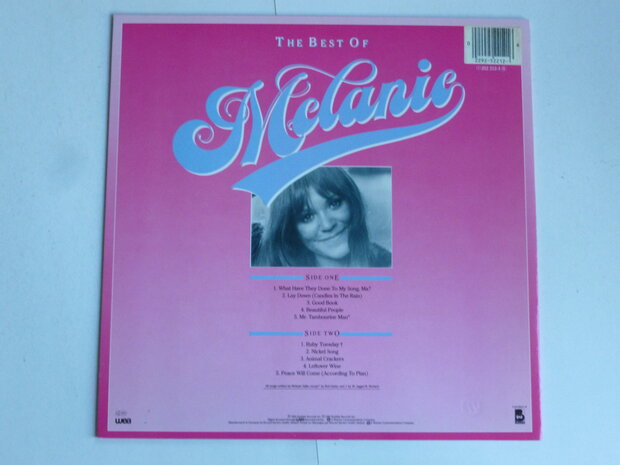 THE BEST OF
Melanie
SIDE ONE
1. What Have They Done To My Song, Ma?
2. Lay Down (Candles In The Rain)
3. Good Book
4. Beautiful People
5. Mr. Tambourine Man*
SIDE TWO
1. Ruby Tuesday †
2. Nickel Song
3. Animal Crackers
4. Leftover Wine
5. Peace Will Come (According To Plan)
wea